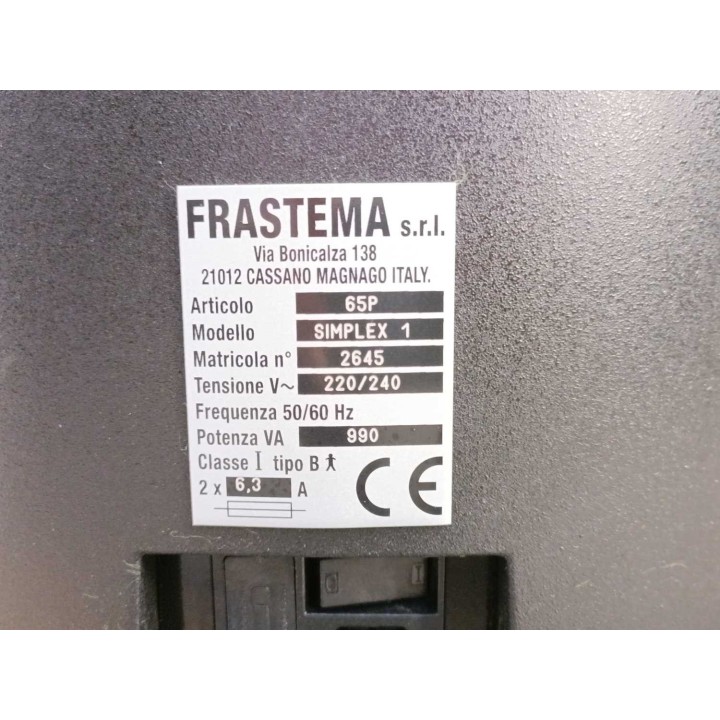 FRASTEMA s.r.l.
Via Bonicalza 138
21012 CASSANO MAGNAGO ITALY.
Articolo 65P
Modello SIMPLEX 1
Matricola n° 2645
Tensione V~ 220/240
Frequenza 50/60 Hz
Potenza VA 990
Classe I tipo B
2 x 6,3 A
CE
O I